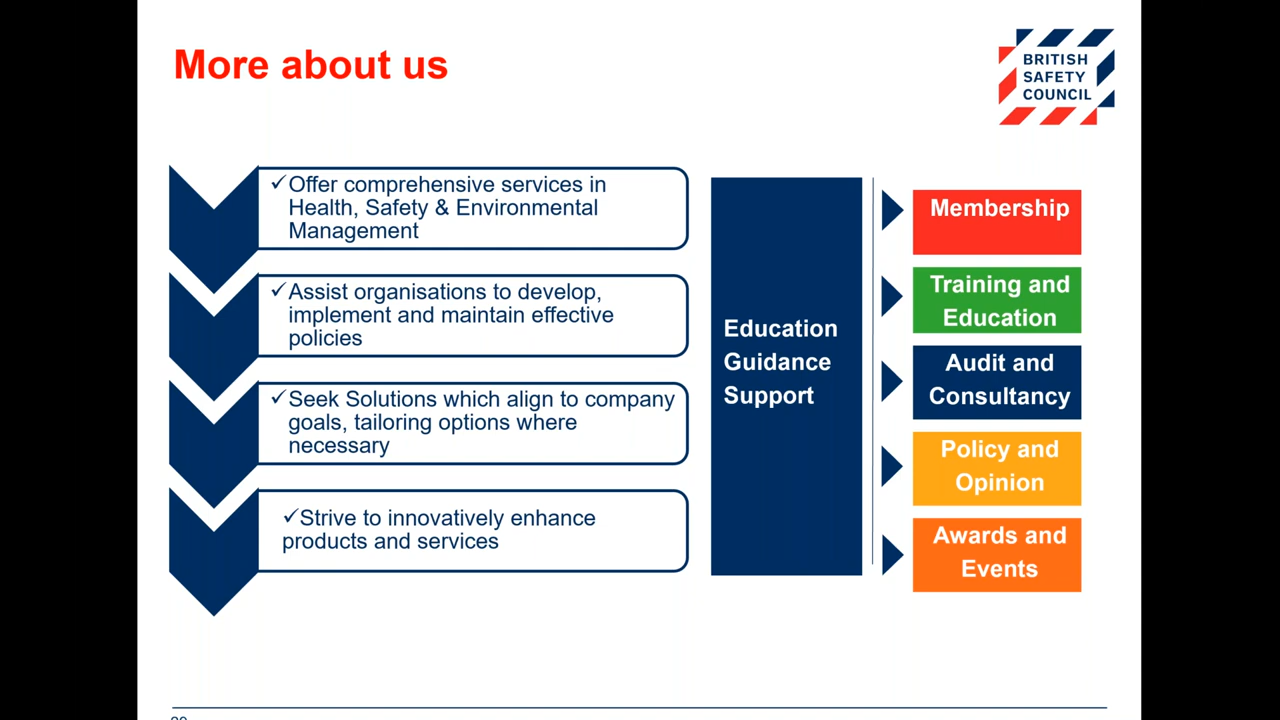 More about us
BRITISH
SAFETY
COUNCIL
✓Offer comprehensive services in
Health, Safety & Environmental
Management
✓Assist organisations to develop,
implement and maintain effective
policies
✓Seek Solutions which align to company
goals, tailoring options where
necessary
✓Strive to innovatively enhance
products and services
Education
Guidance
Support
Membership
Training and
Education
Audit and
Consultancy
Policy and
Opinion
Awards and
Events